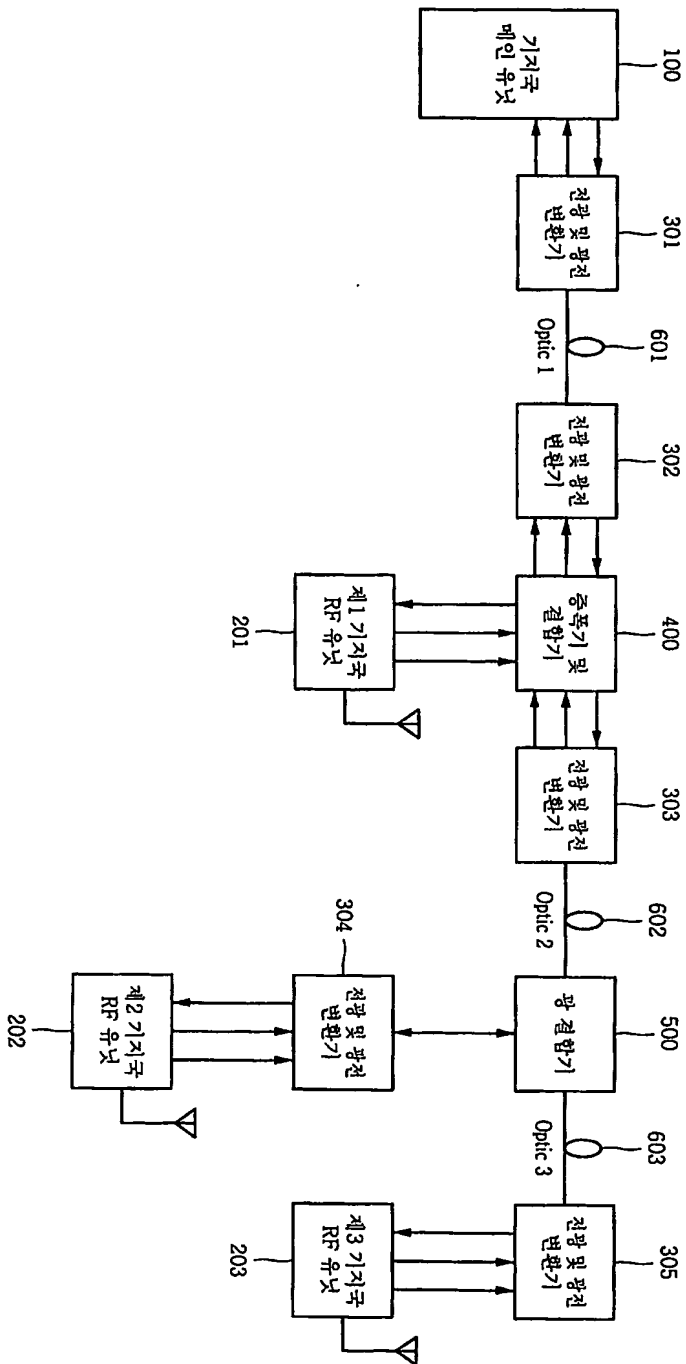 100
기지국
메인 유닛
301
전광 및 광전
변환기
601
Optic 1
302
전광 및 광전
변환기
400
증폭기 및
결합기
201
제1 기지국
RF 유닛
303
전광 및 광전
변환기
602
Optic 2
500
광 결합기
304
전광 및 광전
변환기
202
제2 기지국
RF 유닛
603
Optic 3
305
전광 및 광전
변환기
203
제3 기지국
RF 유닛